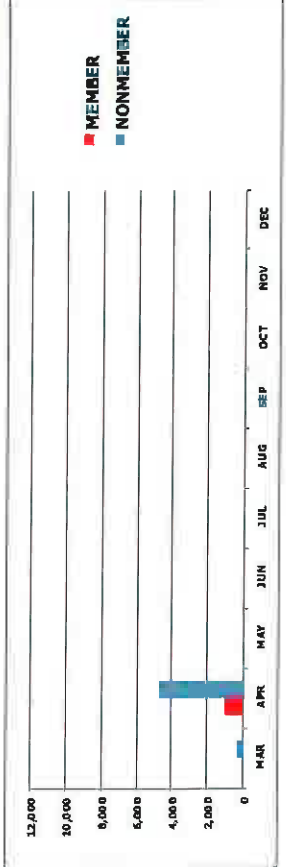 MEMBER
NONMEMBER
12,000
10,000
8,000
6,000
4,000
2,000
0
MAR APR MAY JUN JUL AUG SEP OCT NOV DEC